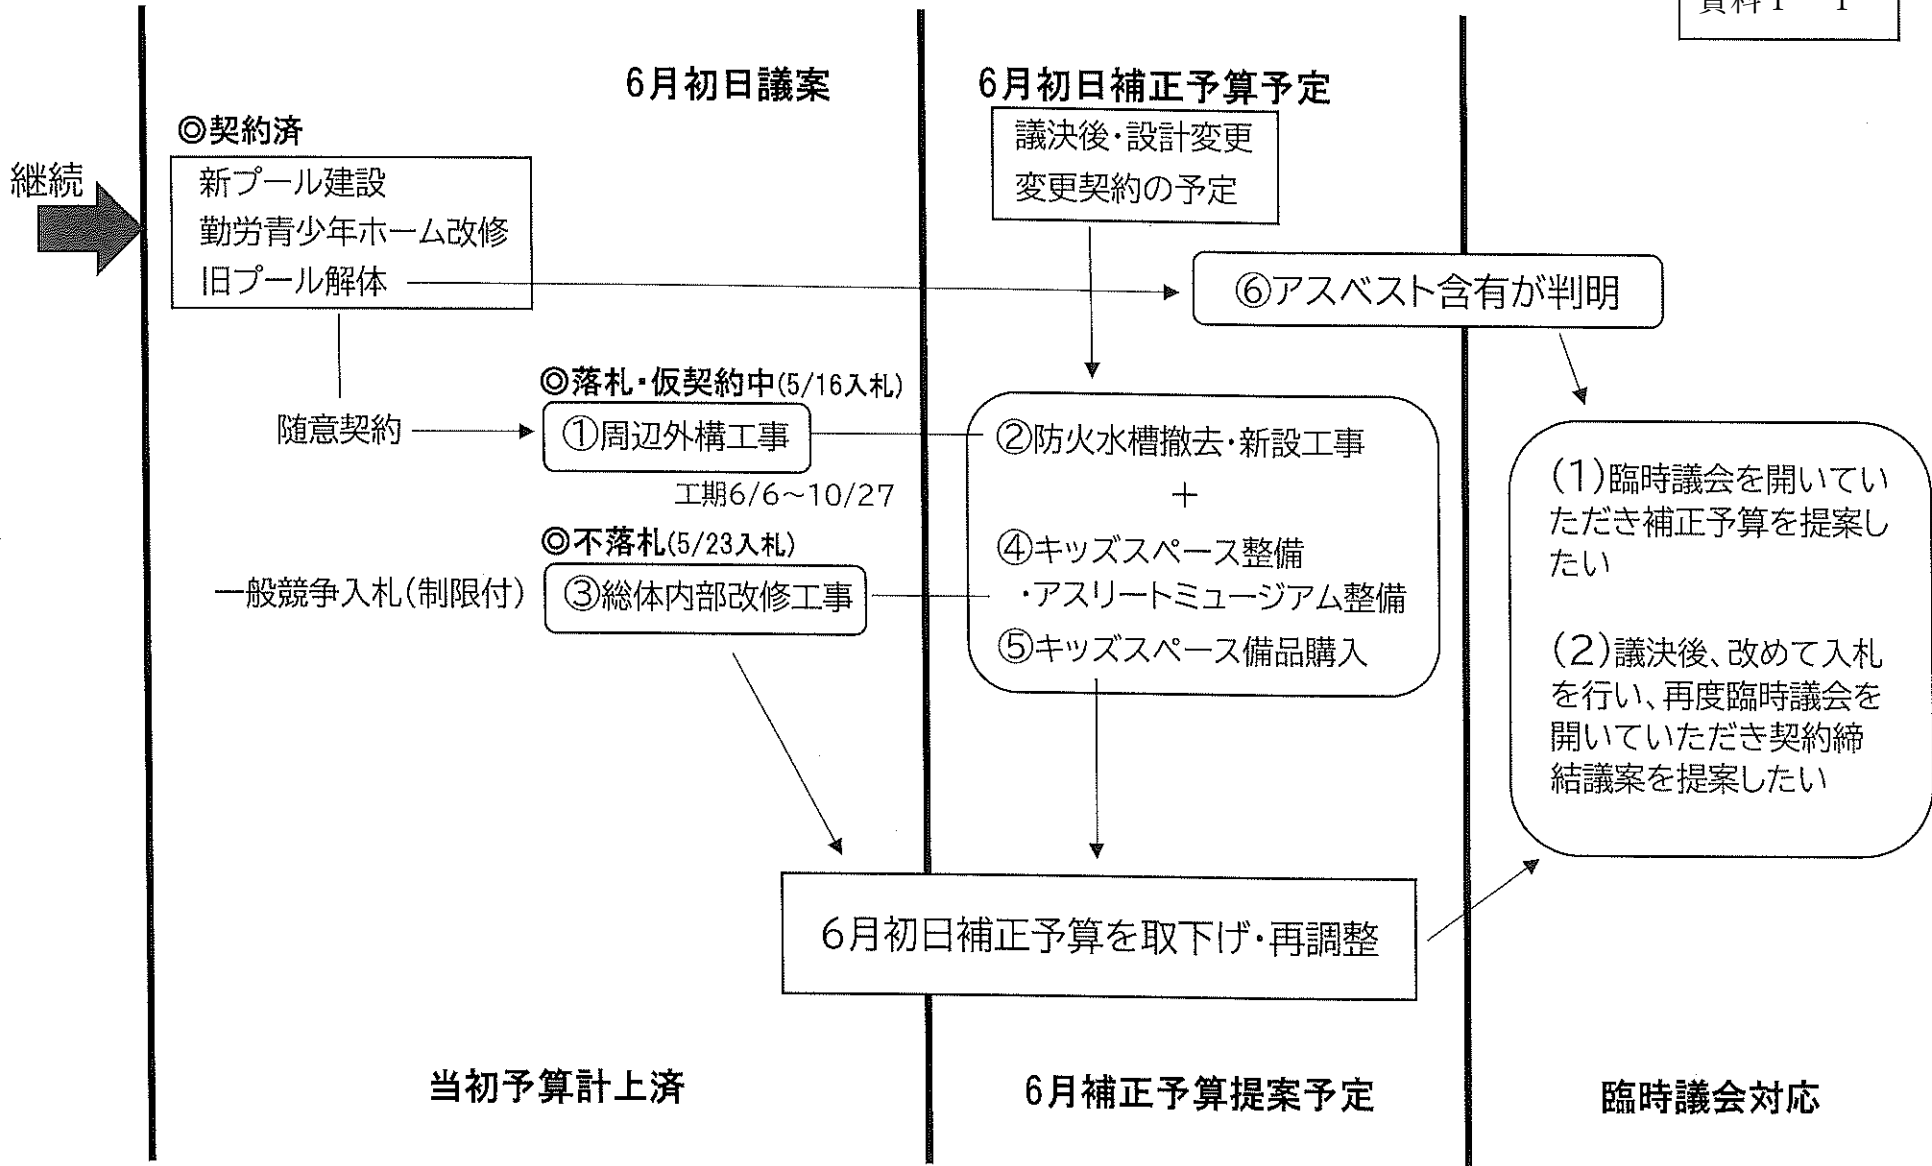 資料1
1
6月初日議案
6月初日補正予算予定
議決後・設計変更
変更契約の予定
◎契約済
継続
新プール建設
勤労青少年ホーム改修
旧プール解体
⑥アスベスト含有が判明
随意契約
◎落札・仮契約中(5/16入札)
①周辺外構工事
工期6/6~10/27
◎不落札(5/23入札)
一般競争入札(制限付)
③総体内部改修工事
②防火水槽撤去・新設工事
+
④キッズスペース整備
・アスリートミュージアム整備
⑤キッズスペース備品購入
(1)臨時議会を開いてい
ただき補正予算を提案し
たい
(2)議決後、改めて入札
を行い、再度臨時議会を
開いていただき契約締
結議案を提案したい
6月初日補正予算を取下げ・再調整
当初予算計上済
6月補正予算提案予定
臨時議会対応